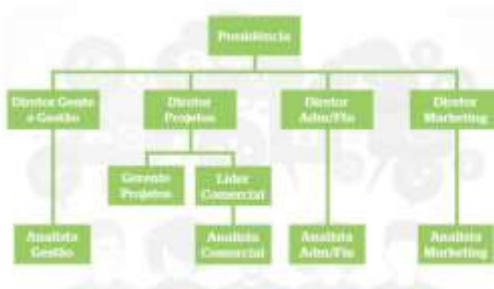 Presidência
Diretor Gente
e Gestão
Diretor
Projetos
Diretor
Adm/Fin
Diretor
Marketing
Gerente
Projetos
Líder
Comercial
Analista
Gestão
Analista
Comercial
Analista
Adm/Fin
Analista
Marketing